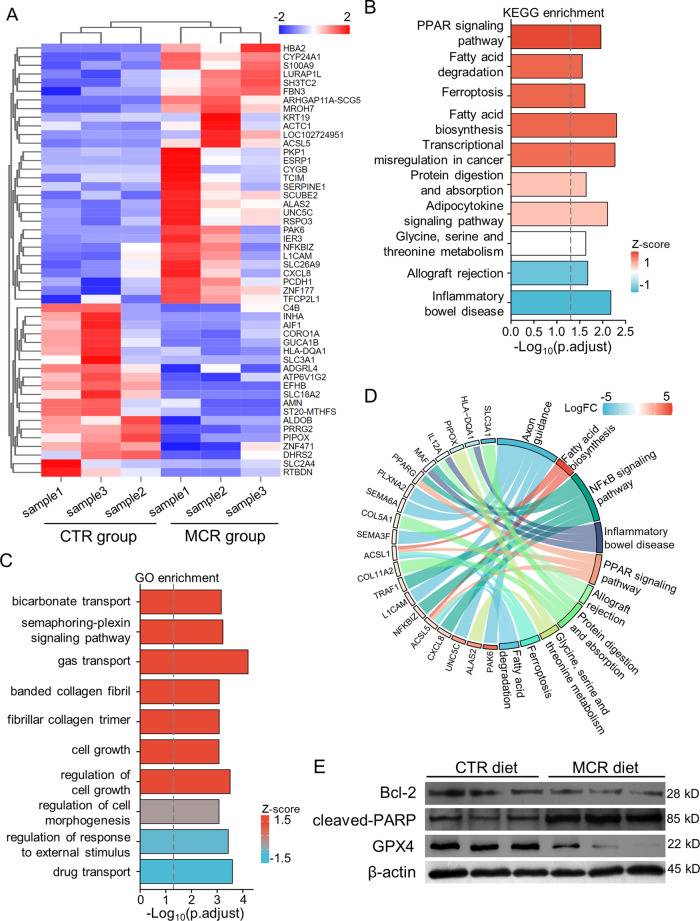 A
-2
2
HBA2
CYP24A1
S100A9
LURAP1L
SH3TC2
FBN3
ARHGAP11A-SCG5
MROH7
KRT19
ACTC1
LOC102724951
ACSL5
PKP1
ESRP1
CYGB
TCIM
SERPINE1
SCUBE2
ALAS2
UNC5C
RSPO3
PAK6
IER3
NFKBIZ
L1CAM
SLC26A9
CXCL8
PCDH1
ZNF177
TFCP2L1
C4B
INHA
AIF1
CORO1A
GUCA1B
HLA-DQA1
SLC3A1
ADGRL4
ATP6V1G2
EFHB
SLC18A2
AMN
ST20-MTHFS
ALDOB
PRRG2
PIPOX
ZNF471
DHRS2
SLC2A4
RTBDN
sample1
sample3
sample2
sample1
sample2
sample3
CTR group
MCR group
B
KEGG enrichment
PPAR signaling
pathway
Fatty acid
degradation
Ferroptosis
Fatty acid
biosynthesis
Transcriptional
misregulation in cancer
Protein digestion
and absorption
Adipocytokine
signaling pathway
Glycine, serine and
threonine metabolism
Allograft rejection
Inflammatory
bowel disease
Z-score
1
-1
0.0 0.5 1.0 1.5 2.0 2.5
-Log10(p.adjust)
C
GO enrichment
bicarbonate transport
semaphoring-plexin
signaling pathway
gas transport
banded collagen fibril
fibrillar collagen trimer
cell growth
regulation of
cell growth
regulation of cell
morphogenesis
regulation of response
to external stimulus
drug transport
Z-score
1.5
-1.5
0 1 2 3 4
-Log10(p.adjust)
D
-5
5
LogFC
SLC3A1
HLA-DQA1
PIPOX
IL12A
MAF
PPARG
PLXNA2
SEMA6A
COL5A1
SEMA3F
ACSL1
COL11A2
TRAF1
L1CAM
NFKBIZ
ACSL5
CXCL8
UNC5C
ALAS2
PAK6
Axon
guidance
Fatty acid
biosynthesis
NFκB signaling
pathway
Inflammatory
bowel disease
PPAR signaling
pathway
Allograft
rejection
Protein digestion
and absorption
Glycine, serine and
threonine metabolism
Ferroptosis
Fatty acid
degradation
E
CTR diet
MCR diet
Bcl-2
28 kD
cleaved-PARP
85 kD
GPX4
22 kD
β-actin
45 kD